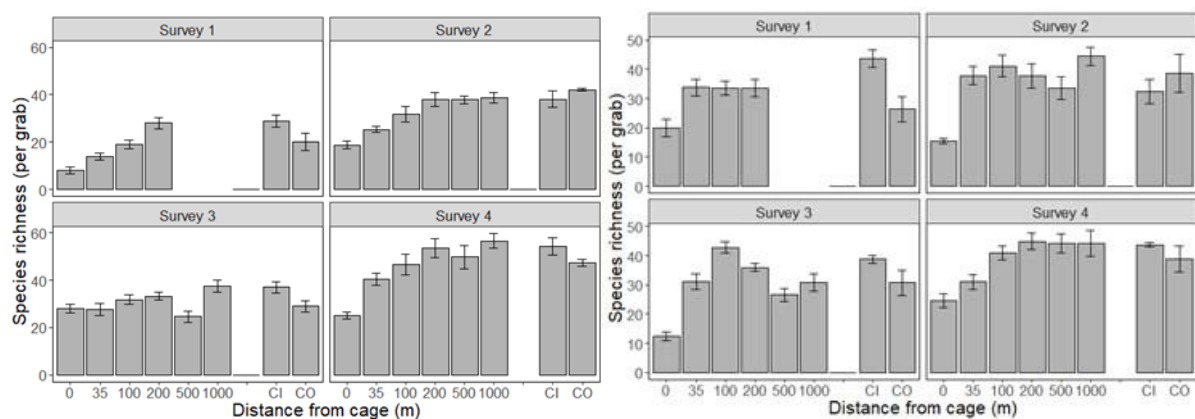 Survey 1
Survey 2
60
40
20
0
Survey 3
Survey 4
60
40
20
0
0 35 100 200 500 1000 CI CO
0 35 100 200 500 1000 CI CO
Species richness (per grab)
Distance from cage (m)
Survey 1
Survey 2
50
40
30
20
10
0
Survey 3
Survey 4
50
40
30
20
10
0
0 35 100 200 500 1000 CI CO
0 35 100 200 500 1000 CI CO
Species richness (per grab)
Distance from cage (m)